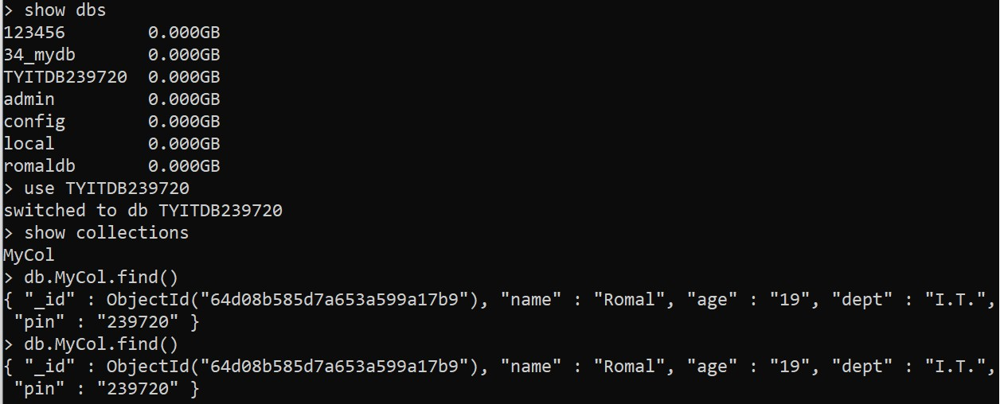 > show dbs
123456        0.000GB
34_mydb       0.000GB
TYITDB239720  0.000GB
admin         0.000GB
config        0.000GB
local         0.000GB
romaldb       0.000GB
> use TYITDB239720
switched to db TYITDB239720
> show collections
MyCol
> db.MyCol.find()
{ "_id" : ObjectId("64d08b585d7a653a599a17b9"), "name" : "Romal", "age" : "19", "dept" : "I.T.",
 "pin" : "239720" }
> db.MyCol.find()
{ "_id" : ObjectId("64d08b585d7a653a599a17b9"), "name" : "Romal", "age" : "19", "dept" : "I.T.",
 "pin" : "239720" }